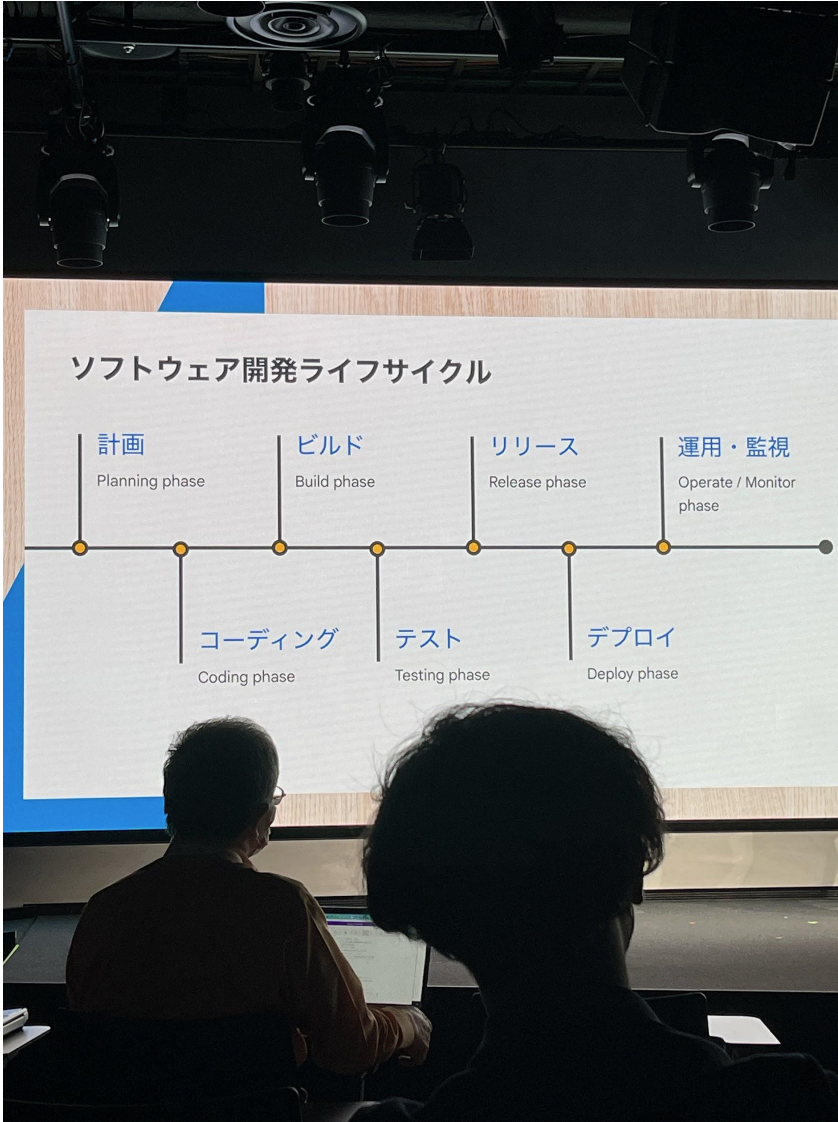 ソフトウェア開発ライフサイクル
計画
Planning phase
コーディング
Coding phase
ビルド
Build phase
テスト
Testing phase
リリース
Release phase
デプロイ
Deploy phase
運用・監視
Operate / Monitor
phase